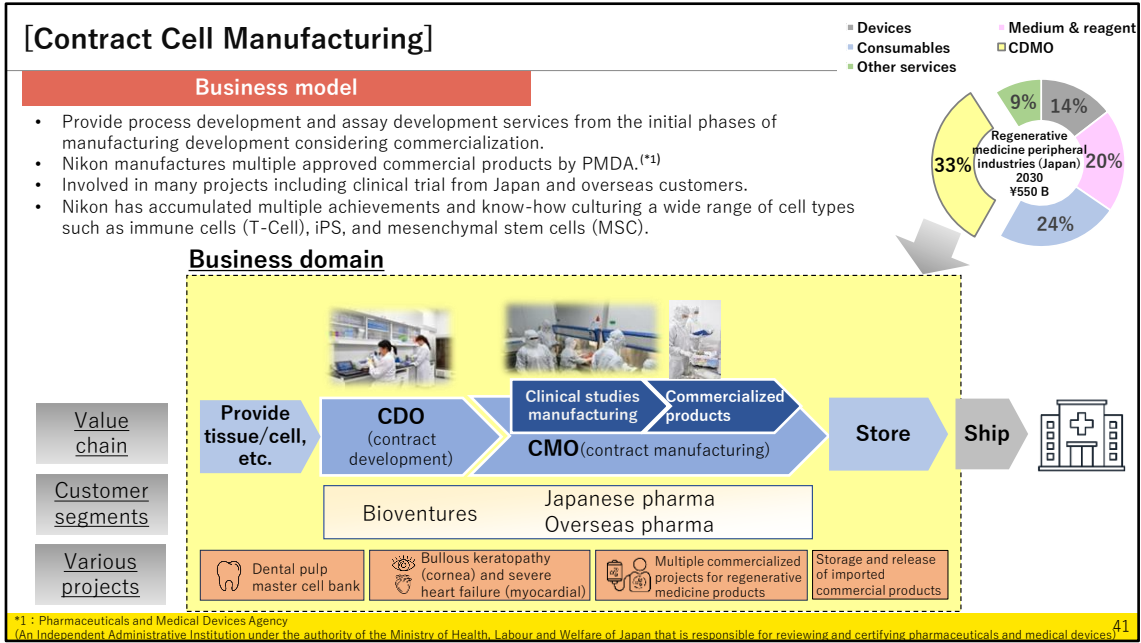 [Contract Cell Manufacturing]
Devices
Medium & reagent
Consumables
CDMO
Other services
Business model
9%
14%
33%
20%
24%
Regenerative
medicine peripheral
industries (Japan)
2030
¥550 B
• Provide process development and assay development services from the initial phases of
manufacturing development considering commercialization.
• Nikon manufactures multiple approved commercial products by PMDA.(*1)
• Involved in many projects including clinical trial from Japan and overseas customers.
• Nikon has accumulated multiple achievements and know-how culturing a wide range of cell types
such as immune cells (T-Cell), iPS, and mesenchymal stem cells (MSC).
Business domain
Value
chain
Provide
tissue/cell,
etc.
CDO
(contract
development)
Clinical studies
manufacturing
Commercialized
products
CMO(contract manufacturing)
Store
Ship
Customer
segments
Bioventures
Japanese pharma
Overseas pharma
Various
projects
Dental pulp
master cell bank
Bullous keratopathy
(cornea) and severe
heart failure (myocardial)
Multiple commercialized
projects for regenerative
medicine products
Storage and release
of imported
commercial products
*1：Pharmaceuticals and Medical Devices Agency
(An Independent Administrative Institution under the authority of the Ministry of Health, Labour and Welfare of Japan that is responsible for reviewing and certifying pharmaceuticals and medical devices)
41